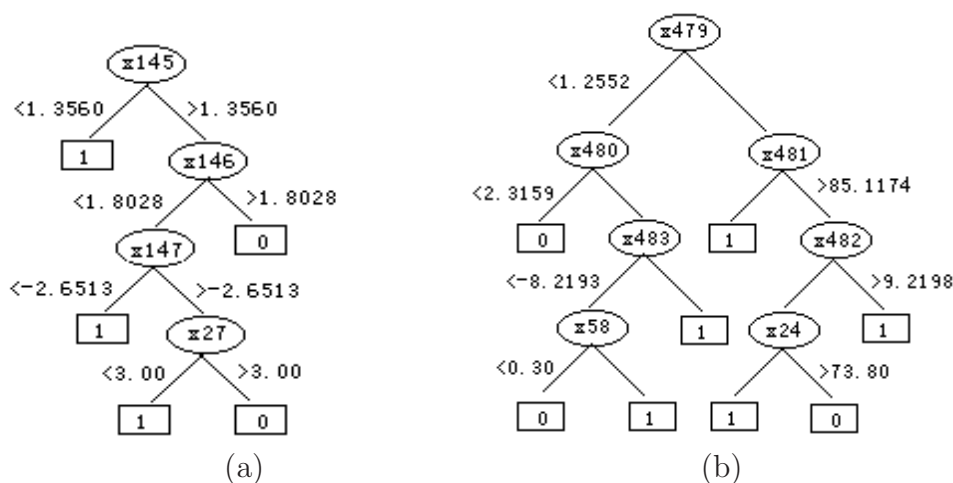 x145
<1.3560 >1.3560
1
x146
<1.8028 >1.8028
x147
0
<-2.6513 >-2.6513
1
x27
<3.00 >3.00
1 0
(a)
x479
<1.2552
x480 x481
<2.3159 >85.1174
0 x483 1 x482
<-8.2193 >9.2198
x58 1 x24 1
<0.30 >73.80
0 1 1 0
(b)